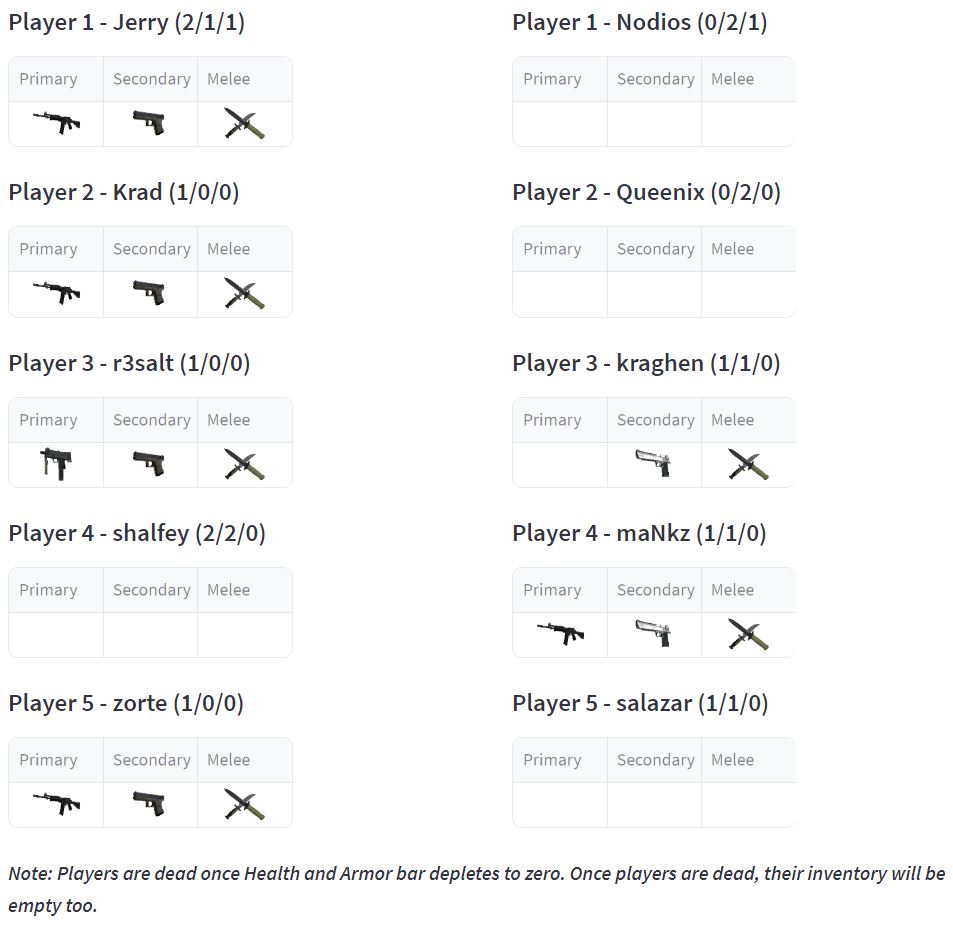 Player 1 - Jerry (2/1/1)
Primary Secondary Melee
Player 2 - Krad (1/0/0)
Primary Secondary Melee
Player 3 - r3salt (1/0/0)
Primary Secondary Melee
Player 4 - shalfey (2/2/0)
Primary Secondary Melee
Player 5 - zorte (1/0/0)
Primary Secondary Melee
Player 1 - Nodios (0/2/1)
Primary Secondary Melee
Player 2 - Queenix (0/2/0)
Primary Secondary Melee
Player 3 - kraghen (1/1/0)
Primary Secondary Melee
Player 4 - maNkz (1/1/0)
Primary Secondary Melee
Player 5 - salazar (1/1/0)
Primary Secondary Melee
Note: Players are dead once Health and Armor bar depletes to zero. Once players are dead, their inventory will be
empty too.